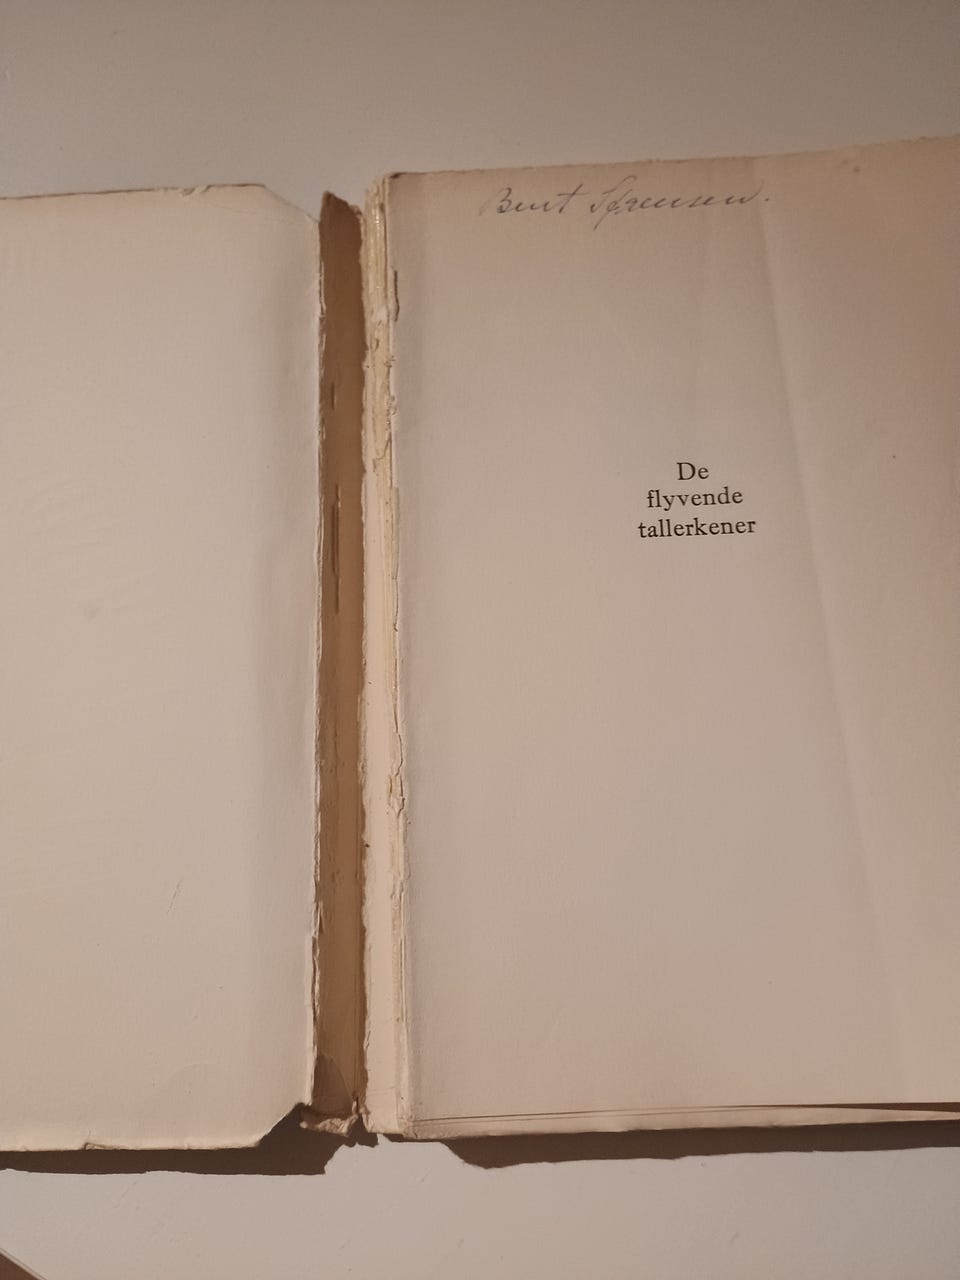 Bent Sørensen.
De
flyvende
tallerkener